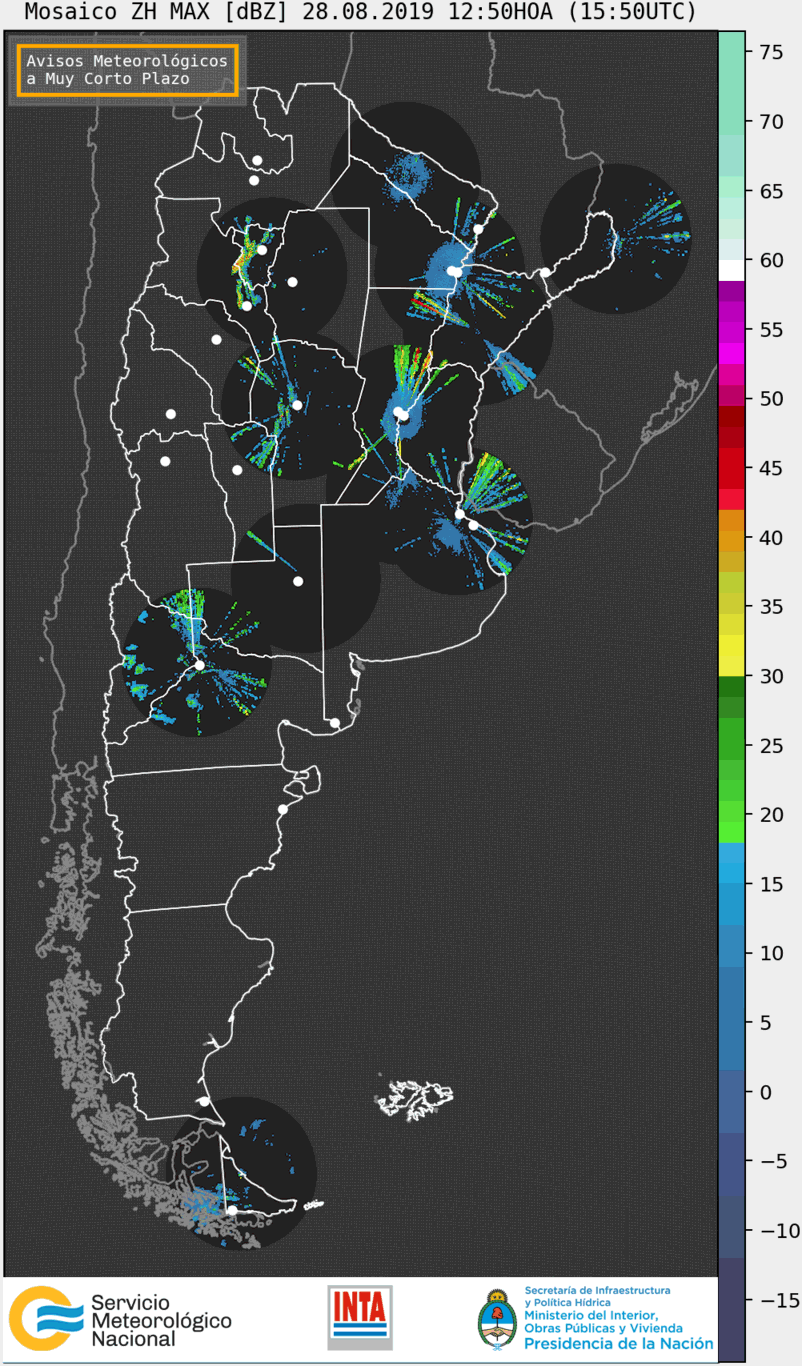 Mosaico ZH MAX [dBZ] 28.08.2019 12:50HOA (15:50UTC)
Avisos Meteorológicos
a Muy Corto Plazo
75
70
65
60
55
50
45
40
35
30
25
20
15
10
5
0
−5
−10
−15
Servicio
Meteorológico
Nacional
INTA
Secretaría de Infraestructura
y Política Hídrica
Ministerio del Interior,
Obras Públicas y Vivienda
Presidencia de la Nación